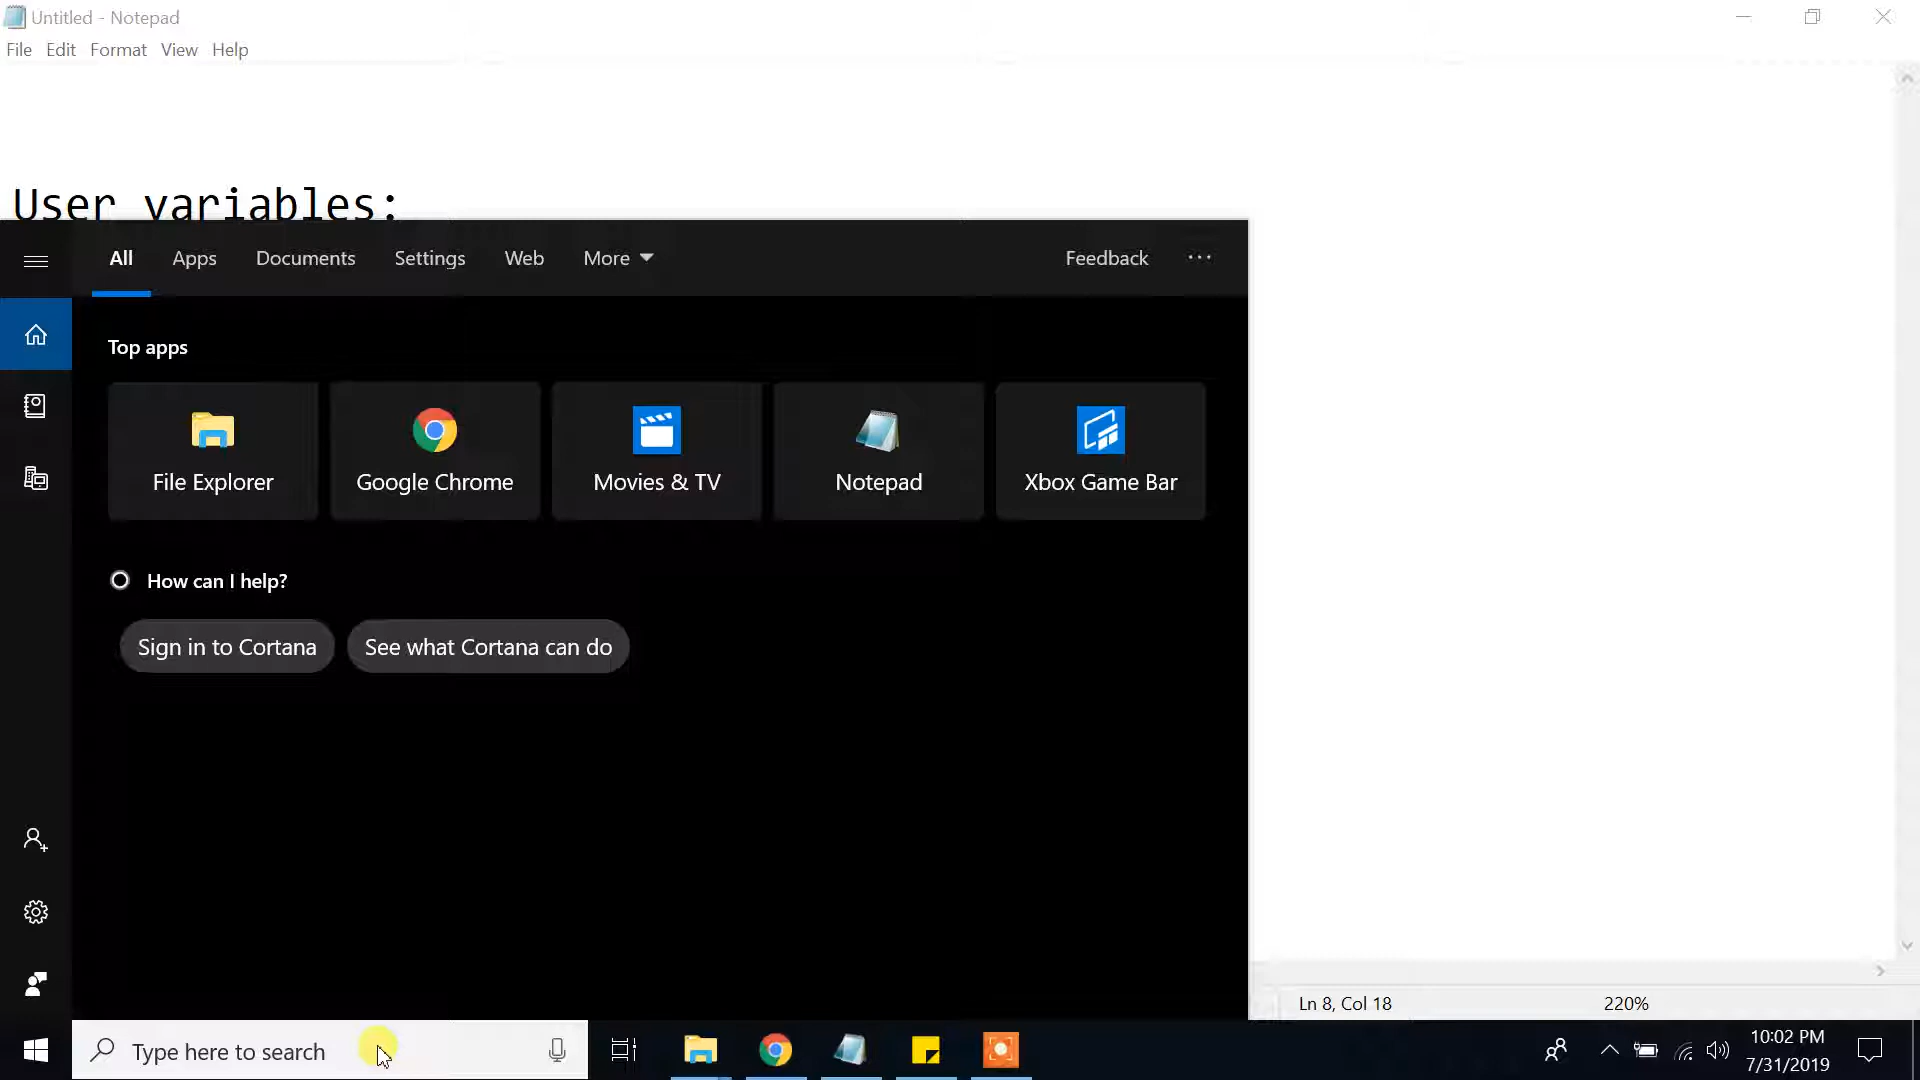 Untitled - Notepad
File Edit Format View Help
User variables:
All Apps Documents Settings Web More Feedback
Top apps
File Explorer Google Chrome Movies & TV Notepad Xbox Game Bar
How can I help?
Sign in to Cortana See what Cortana can do
Ln 8, Col 18 220%
Type here to search
10:02 PM
7/31/2019